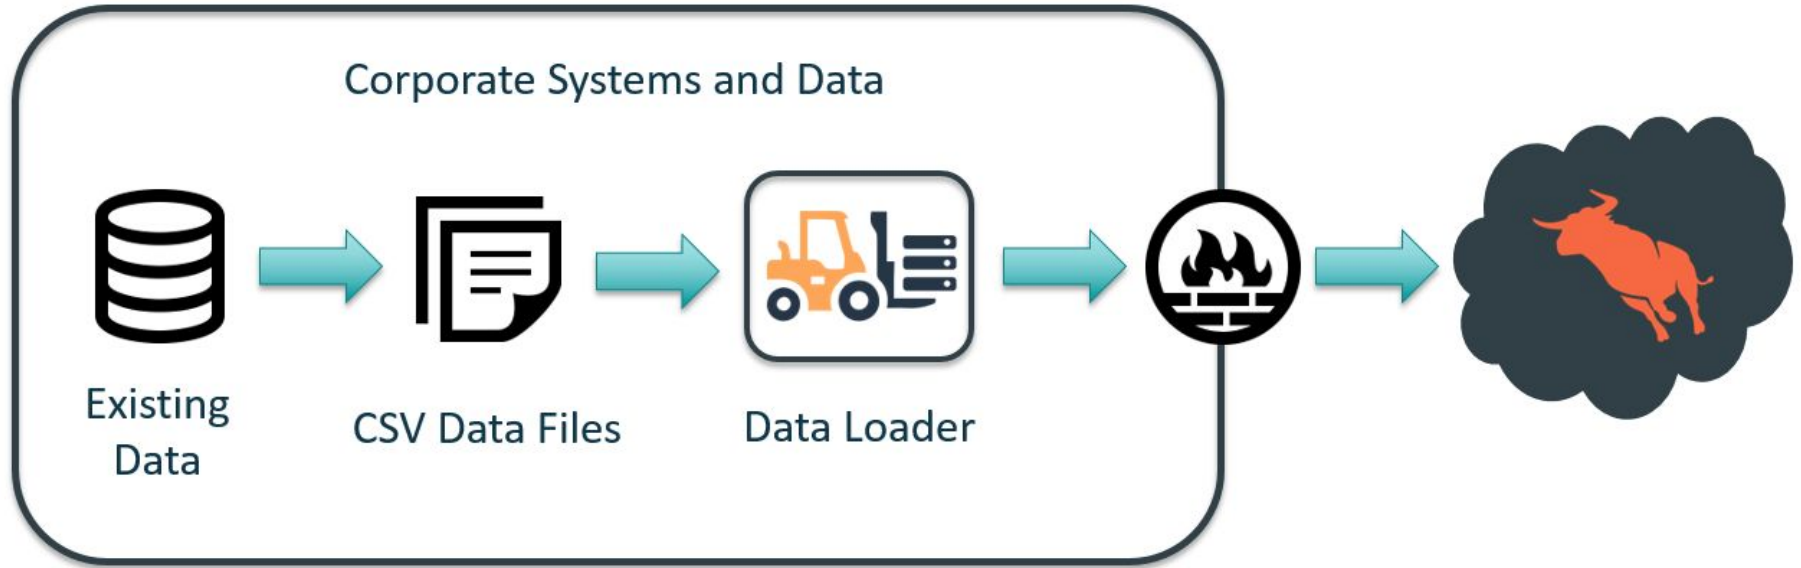 Corporate Systems and Data
Existing
Data
CSV Data Files
Data Loader